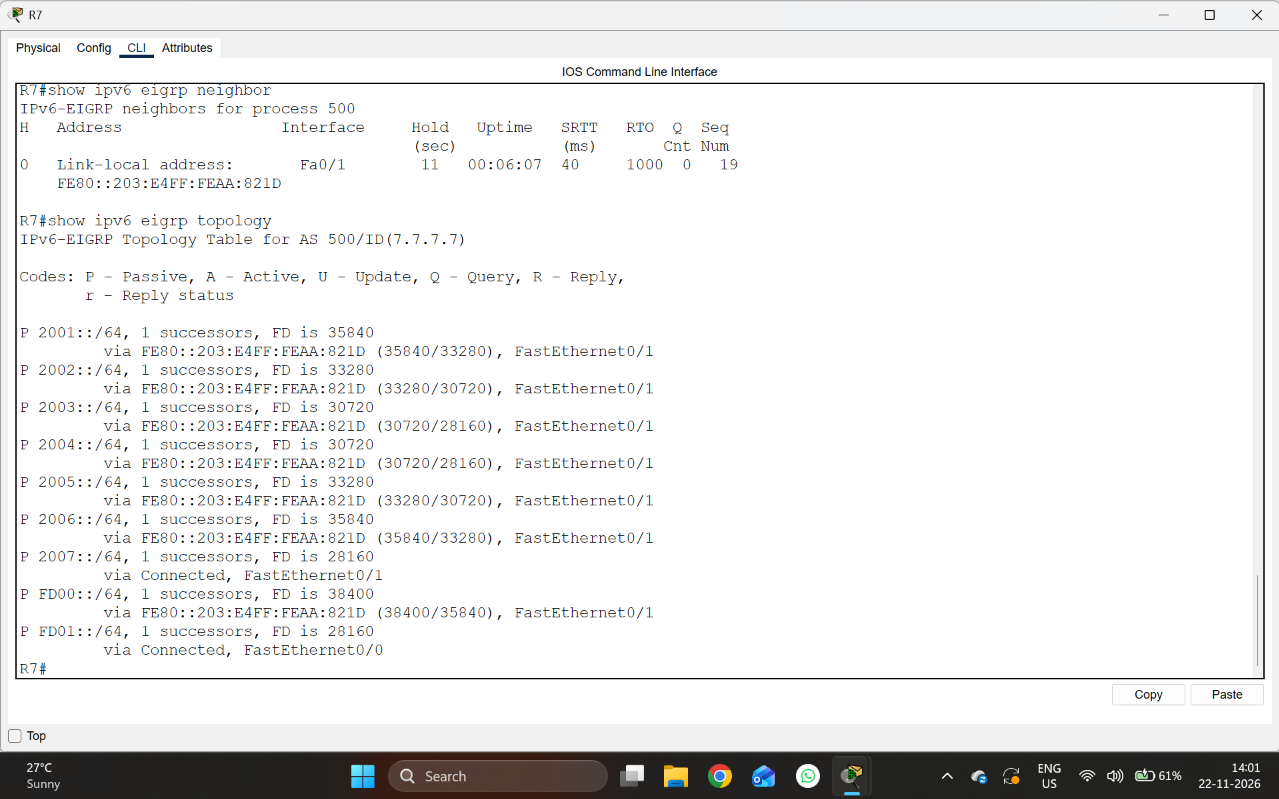 R7
Physical Config CLI Attributes
IOS Command Line Interface
R7#show ipv6 eigrp neighbor
IPv6-EIGRP neighbors for process 500
H Address Interface Hold Uptime SRTT RTO Q Seq
(sec) (ms) Cnt Num
0 Link-local address: Fa0/1 11 00:06:07 40 1000 0 19
FE80::203:E4FF:FEAA:821D
R7#show ipv6 eigrp topology
IPv6-EIGRP Topology Table for AS 500/ID(7.7.7.7)
Codes: P - Passive, A - Active, U - Update, Q - Query, R - Reply,
r - Reply status
P 2001::/64, 1 successors, FD is 35840
via FE80::203:E4FF:FEAA:821D (35840/33280), FastEthernet0/1
P 2002::/64, 1 successors, FD is 33280
via FE80::203:E4FF:FEAA:821D (33280/30720), FastEthernet0/1
P 2003::/64, 1 successors, FD is 30720
via FE80::203:E4FF:FEAA:821D (30720/28160), FastEthernet0/1
P 2004::/64, 1 successors, FD is 30720
via FE80::203:E4FF:FEAA:821D (30720/28160), FastEthernet0/1
P 2005::/64, 1 successors, FD is 33280
via FE80::203:E4FF:FEAA:821D (33280/30720), FastEthernet0/1
P 2006::/64, 1 successors, FD is 35840
via FE80::203:E4FF:FEAA:821D (35840/33280), FastEthernet0/1
P 2007::/64, 1 successors, FD is 28160
via Connected, FastEthernet0/1
P FD00::/64, 1 successors, FD is 38400
via FE80::203:E4FF:FEAA:821D (38400/35840), FastEthernet0/1
P FD01::/64, 1 successors, FD is 28160
via Connected, FastEthernet0/0
R7#
Copy Paste
Top
27°C
Sunny
Search
ENG
US
61%
14:01
22-11-2026